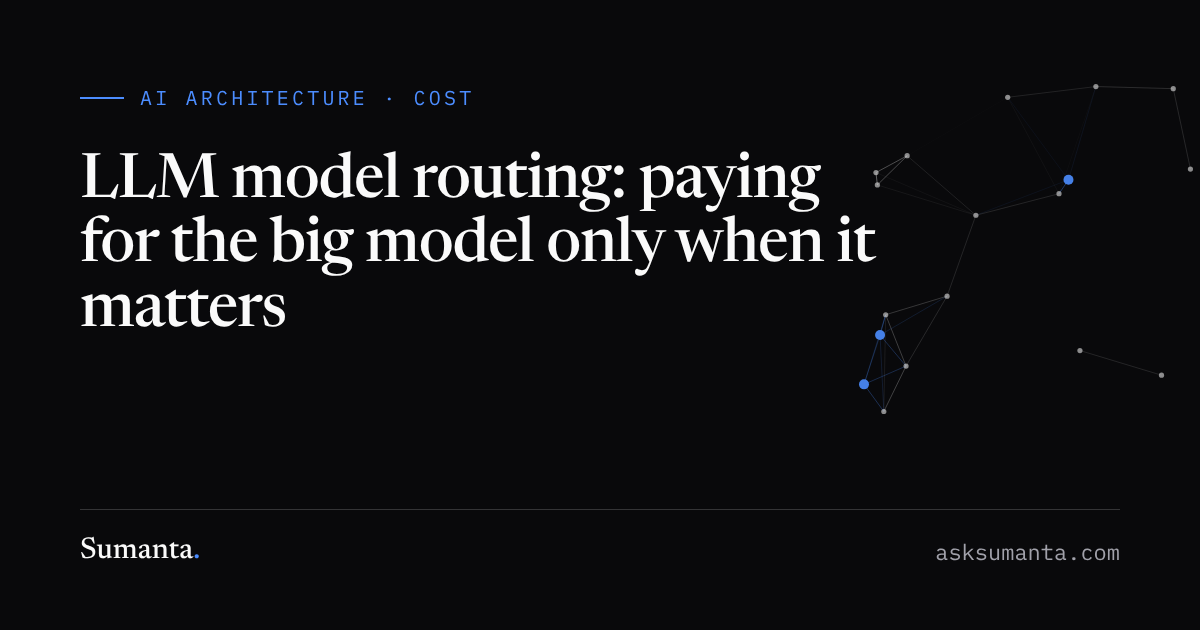 AI ARCHITECTURE · COST
LLM model routing: paying
for the big model only when it
matters
Sumanta.
asksumanta.com